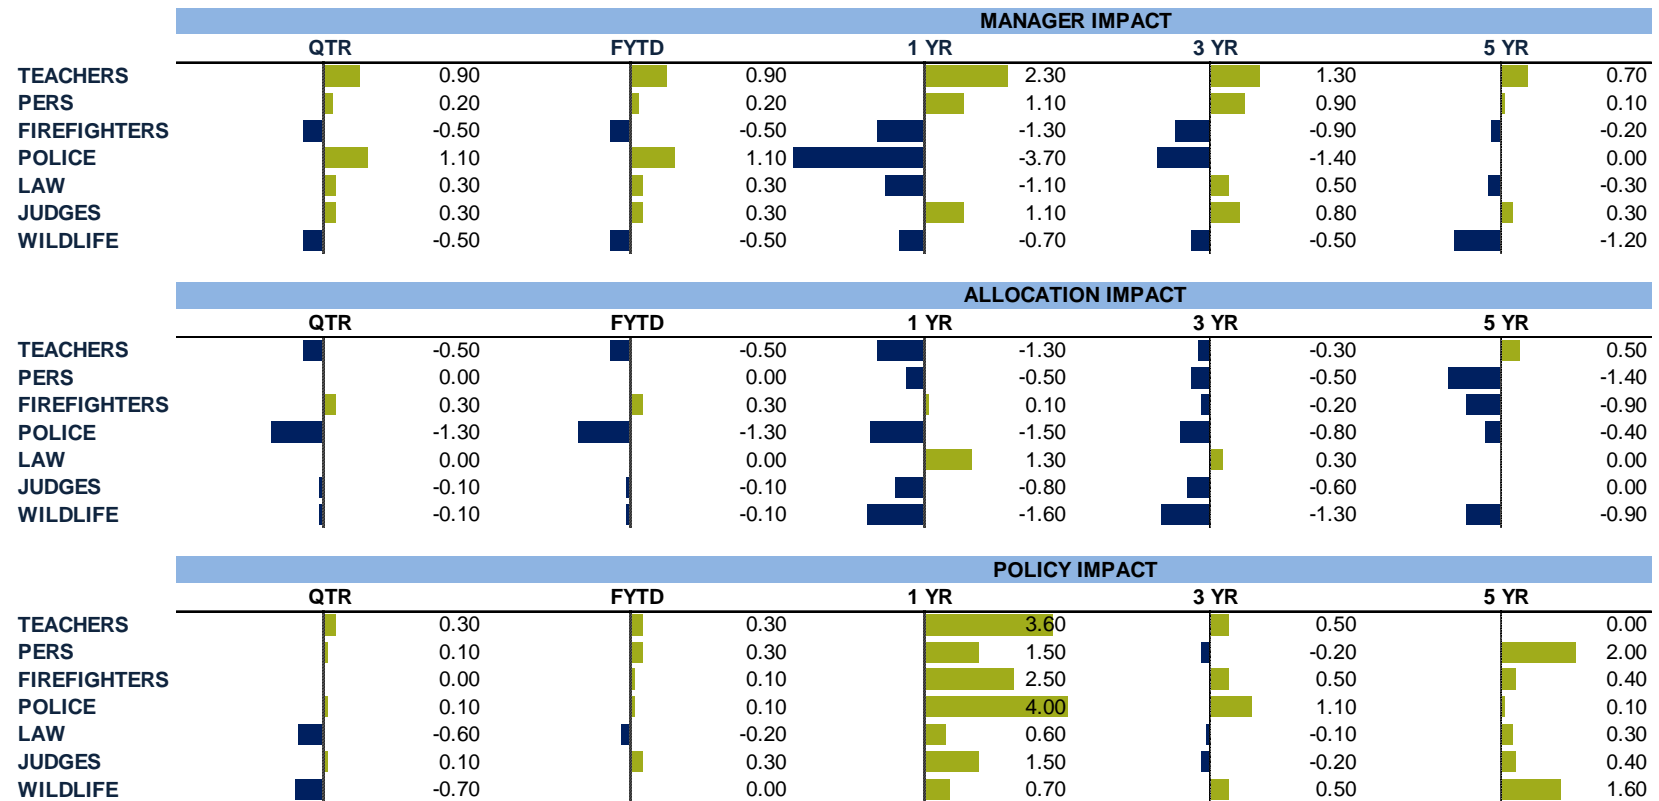 MANAGER IMPACT
QTR FYTD 1 YR 3 YR 5 YR
TEACHERS 0.90 0.90 2.30 1.30 0.70
PERS 0.20 0.20 1.10 0.90 0.10
FIREFIGHTERS -0.50 -0.50 -1.30 -0.90 -0.20
POLICE 1.10 1.10 -3.70 -1.40 0.00
LAW 0.30 0.30 -1.10 0.50 -0.30
JUDGES 0.30 0.30 1.10 0.80 0.30
WILDLIFE -0.50 -0.50 -0.70 -0.50 -1.20
ALLOCATION IMPACT
QTR FYTD 1 YR 3 YR 5 YR
TEACHERS -0.50 -0.50 -1.30 -0.30 0.50
PERS 0.00 0.00 -0.50 -0.50 -1.40
FIREFIGHTERS 0.30 0.30 0.10 -0.20 -0.90
POLICE -1.30 -1.30 -1.50 -0.80 -0.40
LAW 0.00 0.00 1.30 0.30 0.00
JUDGES -0.10 -0.10 -0.80 -0.60 0.00
WILDLIFE -0.10 -0.10 -1.60 -1.30 -0.90
POLICY IMPACT
QTR FYTD 1 YR 3 YR 5 YR
TEACHERS 0.30 0.30 3.60 0.50 0.00
PERS 0.10 0.30 1.50 -0.20 2.00
FIREFIGHTERS 0.00 0.10 2.50 0.50 0.40
POLICE 0.10 0.10 4.00 1.10 0.10
LAW -0.60 -0.20 0.60 -0.10 0.30
JUDGES 0.10 0.30 1.50 -0.20 0.40
WILDLIFE -0.70 0.00 0.70 0.50 1.60